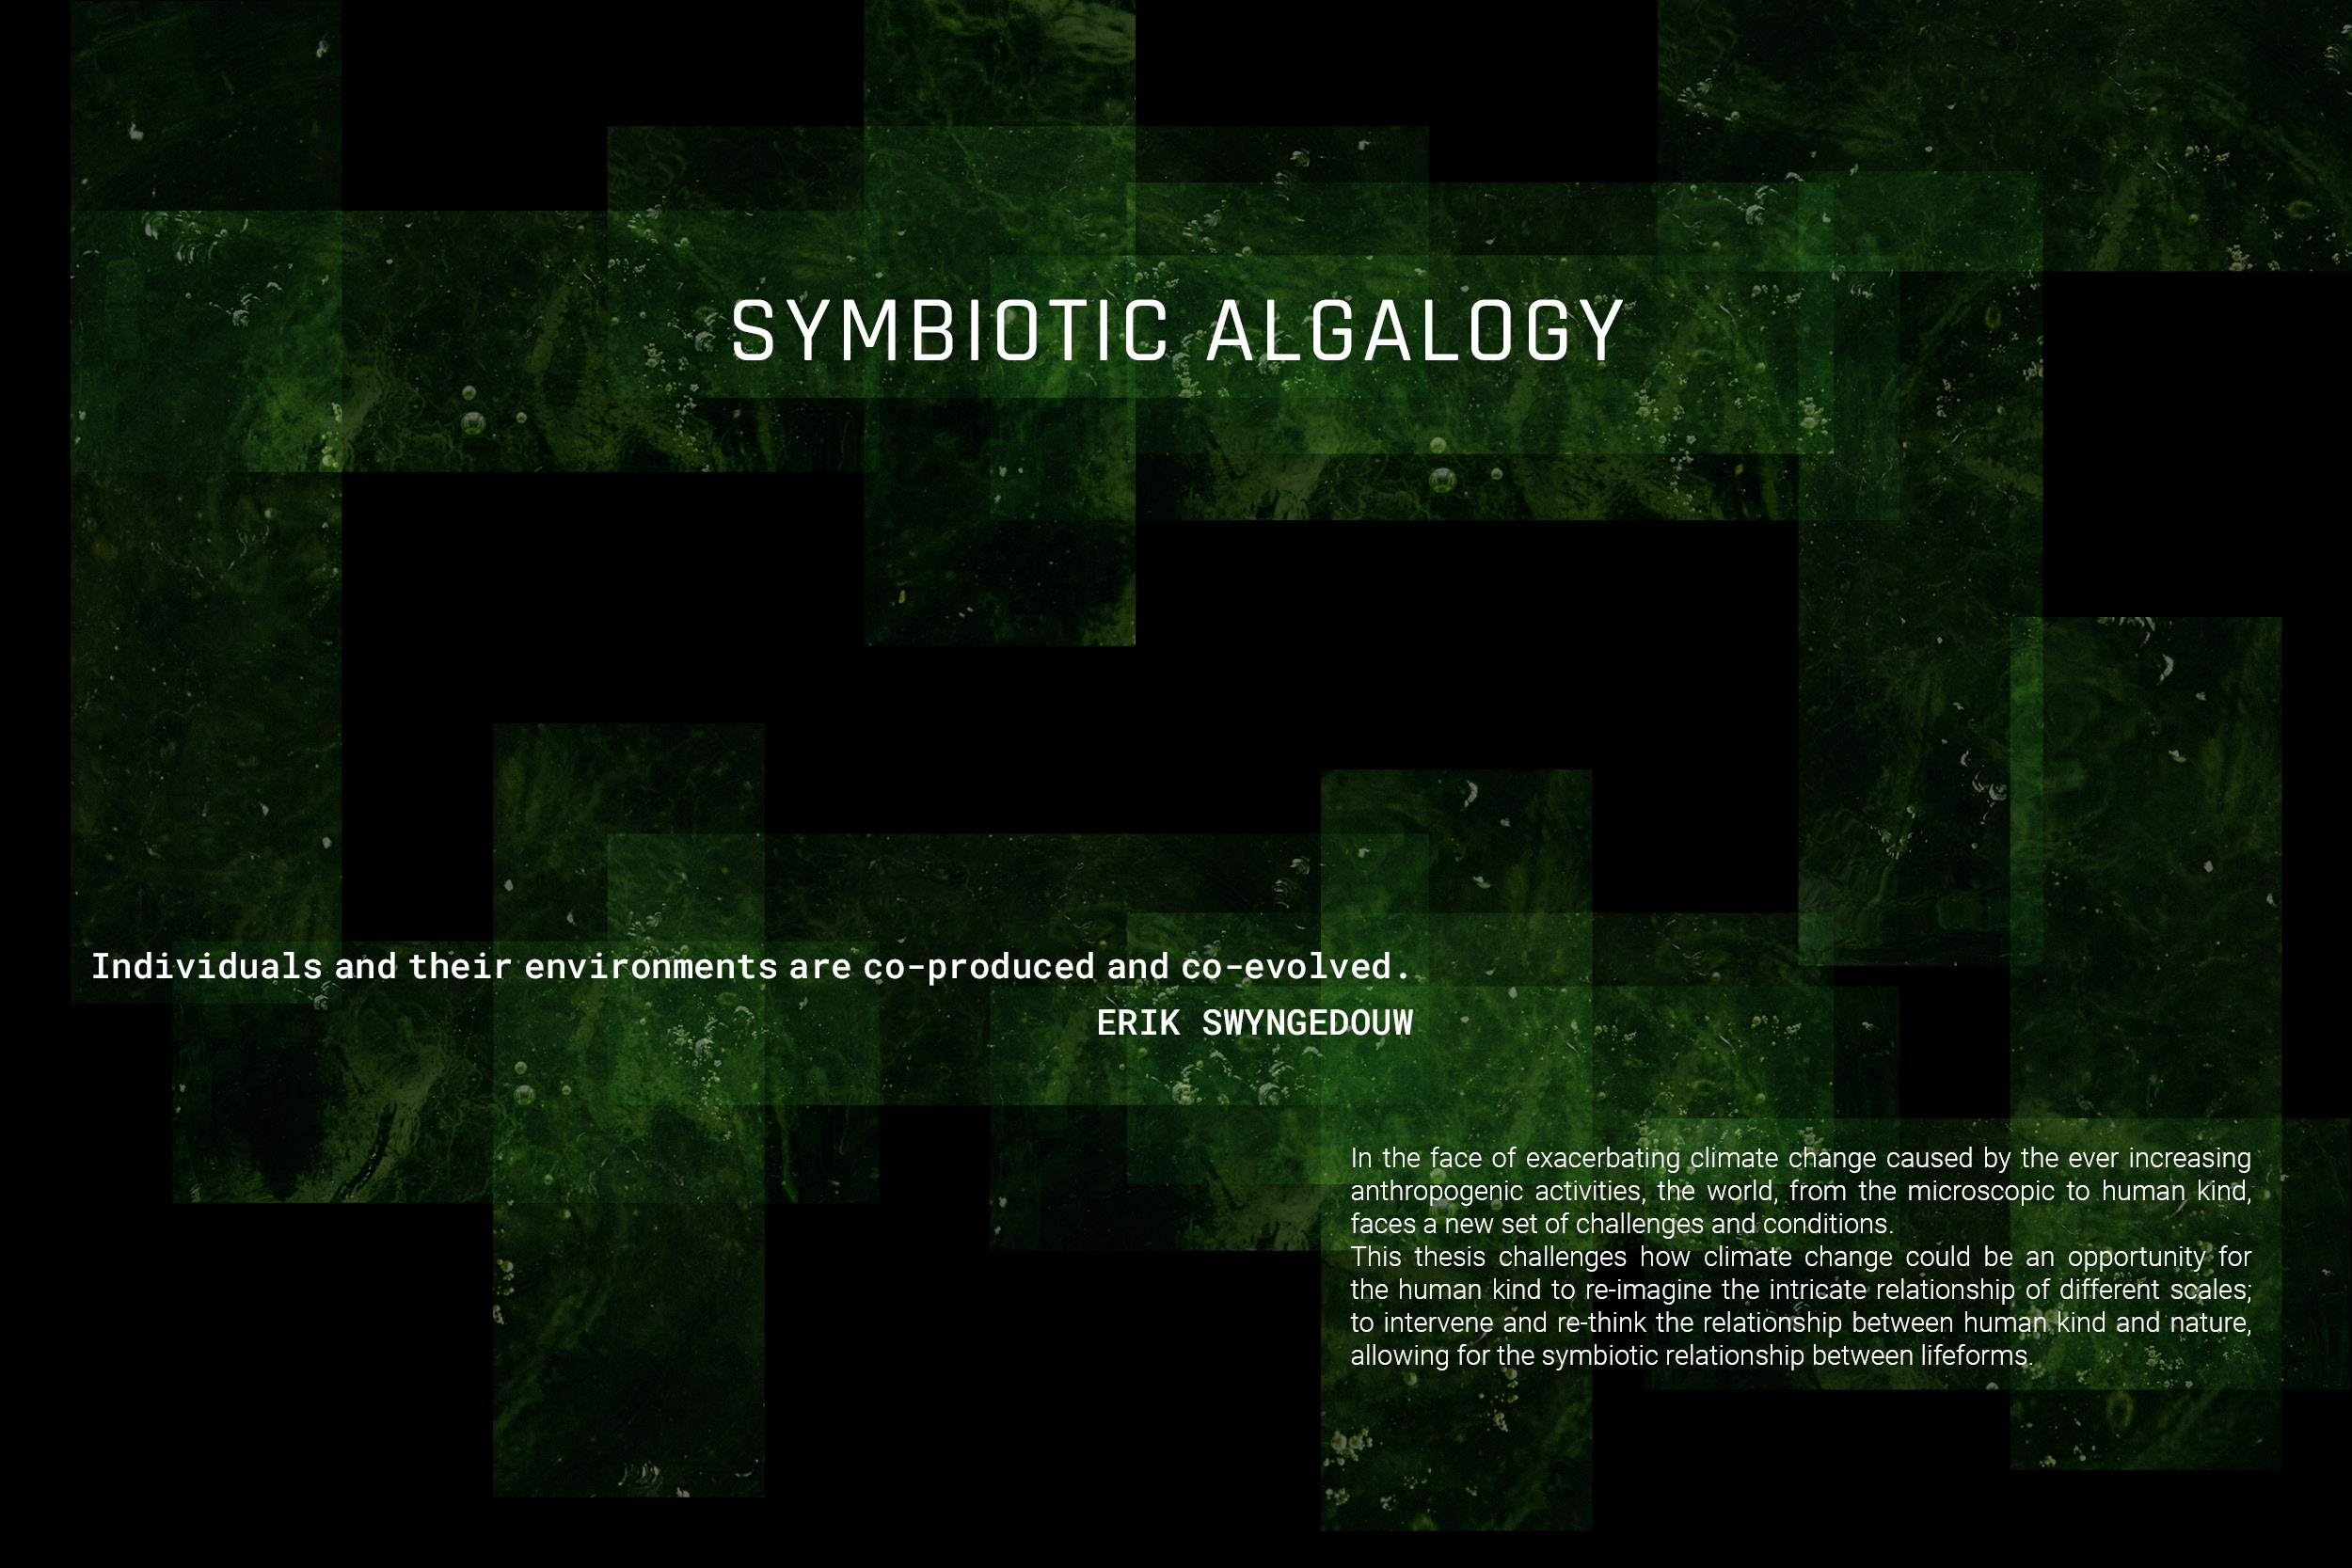 SYMBIOTIC ALGALOGY
Individuals and their environments are co-produced and co-evolved.
ERIK SWYNGEDOUW
In the face of exacerbating climate change caused by the ever increasing
anthropogenic activities, the world, from the microscopic to human kind,
faces a new set of challenges and conditions.
This thesis challenges how climate change could be an opportunity for
the human kind to re-imagine the intricate relationship of different scales;
to intervene and re-think the relationship between human kind and nature,
allowing for the symbiotic relationship between lifeforms.